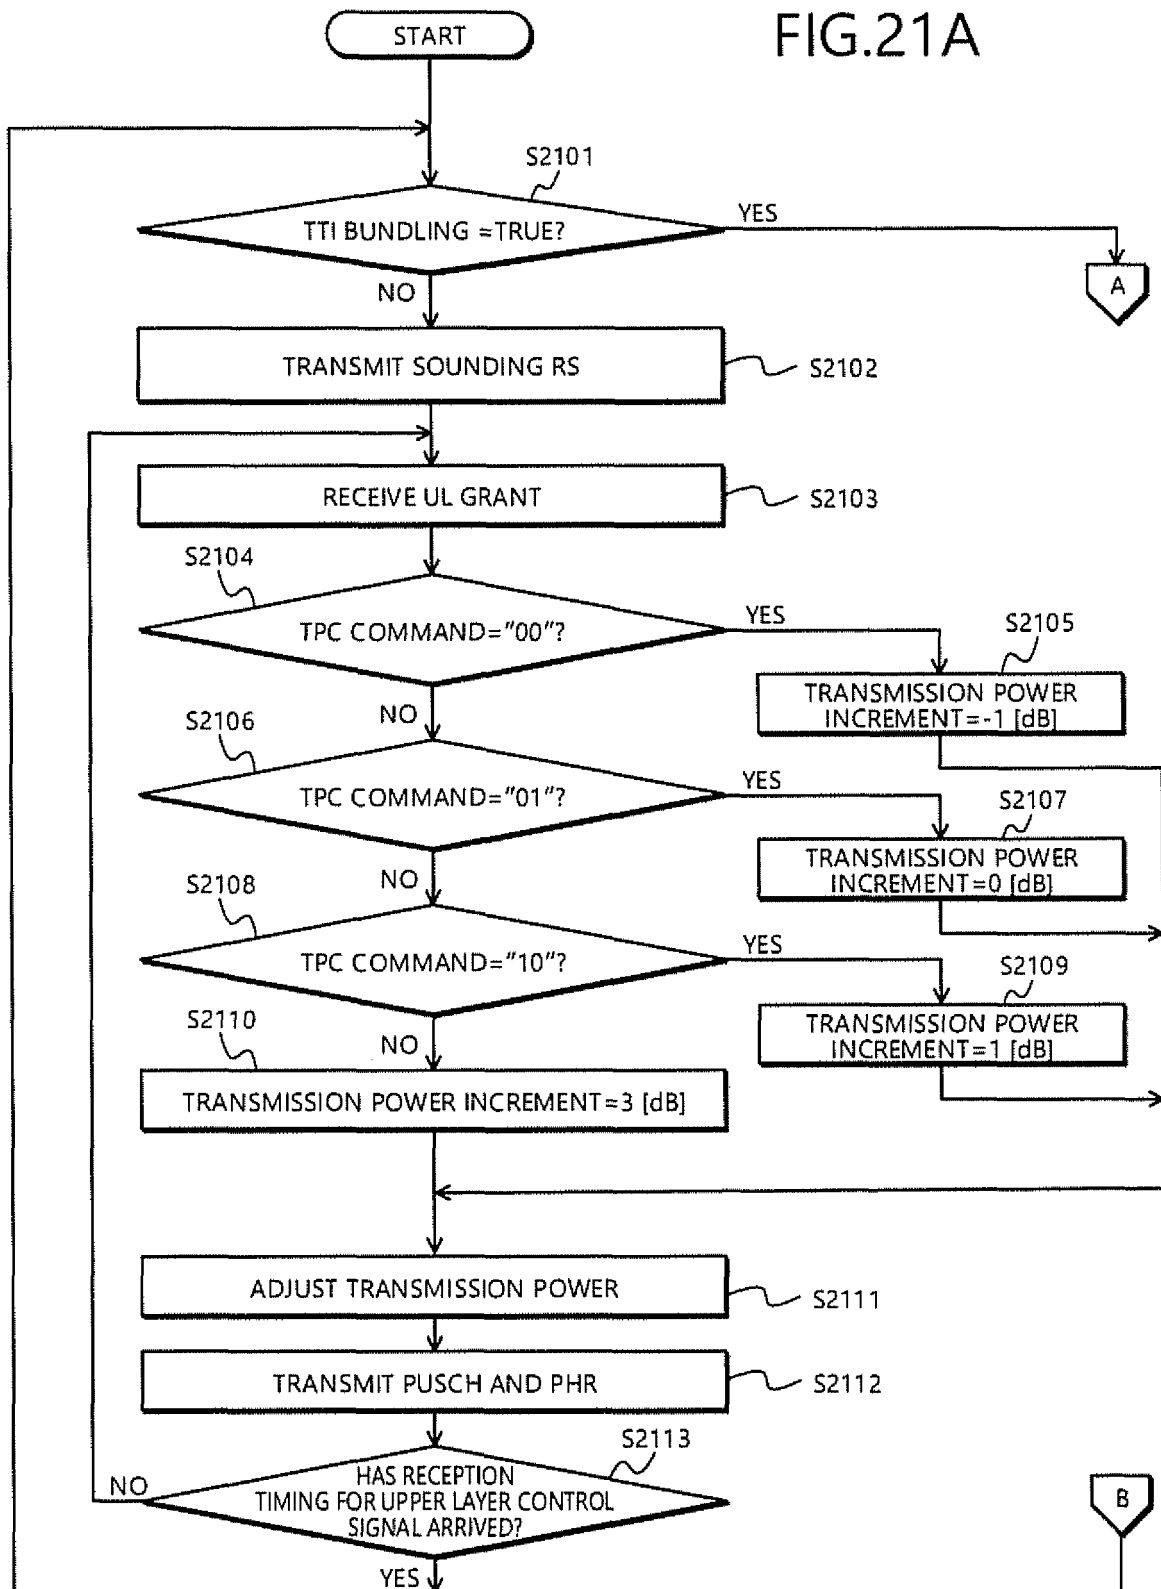 FIG.21A
START
S2101
TTI BUNDLING =TRUE?
YES
A
NO
TRANSMIT SOUNDING RS
S2102
RECEIVE UL GRANT
S2103
S2104
TPC COMMAND="00"?
YES
S2105
TRANSMISSION POWER
INCREMENT=-1 [dB]
NO
S2106
TPC COMMAND="01"?
YES
S2107
TRANSMISSION POWER
INCREMENT=0 [dB]
NO
S2108
TPC COMMAND="10"?
YES
S2109
TRANSMISSION POWER
INCREMENT=1 [dB]
NO
S2110
TRANSMISSION POWER INCREMENT=3 [dB]
ADJUST TRANSMISSION POWER
S2111
TRANSMIT PUSCH AND PHR
S2112
S2113
HAS RECEPTION
TIMING FOR UPPER LAYER CONTROL
SIGNAL ARRIVED?
NO
B
YES